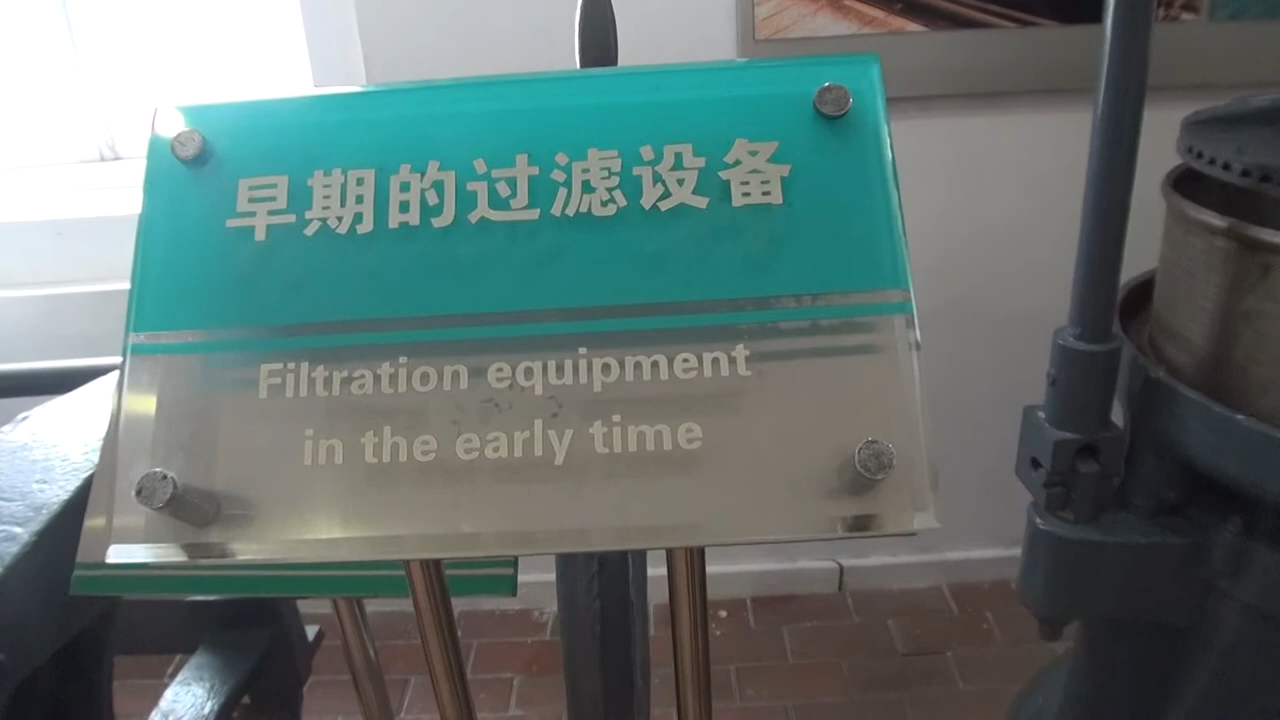 早期的过滤设备
Filtration equipment
in the early time